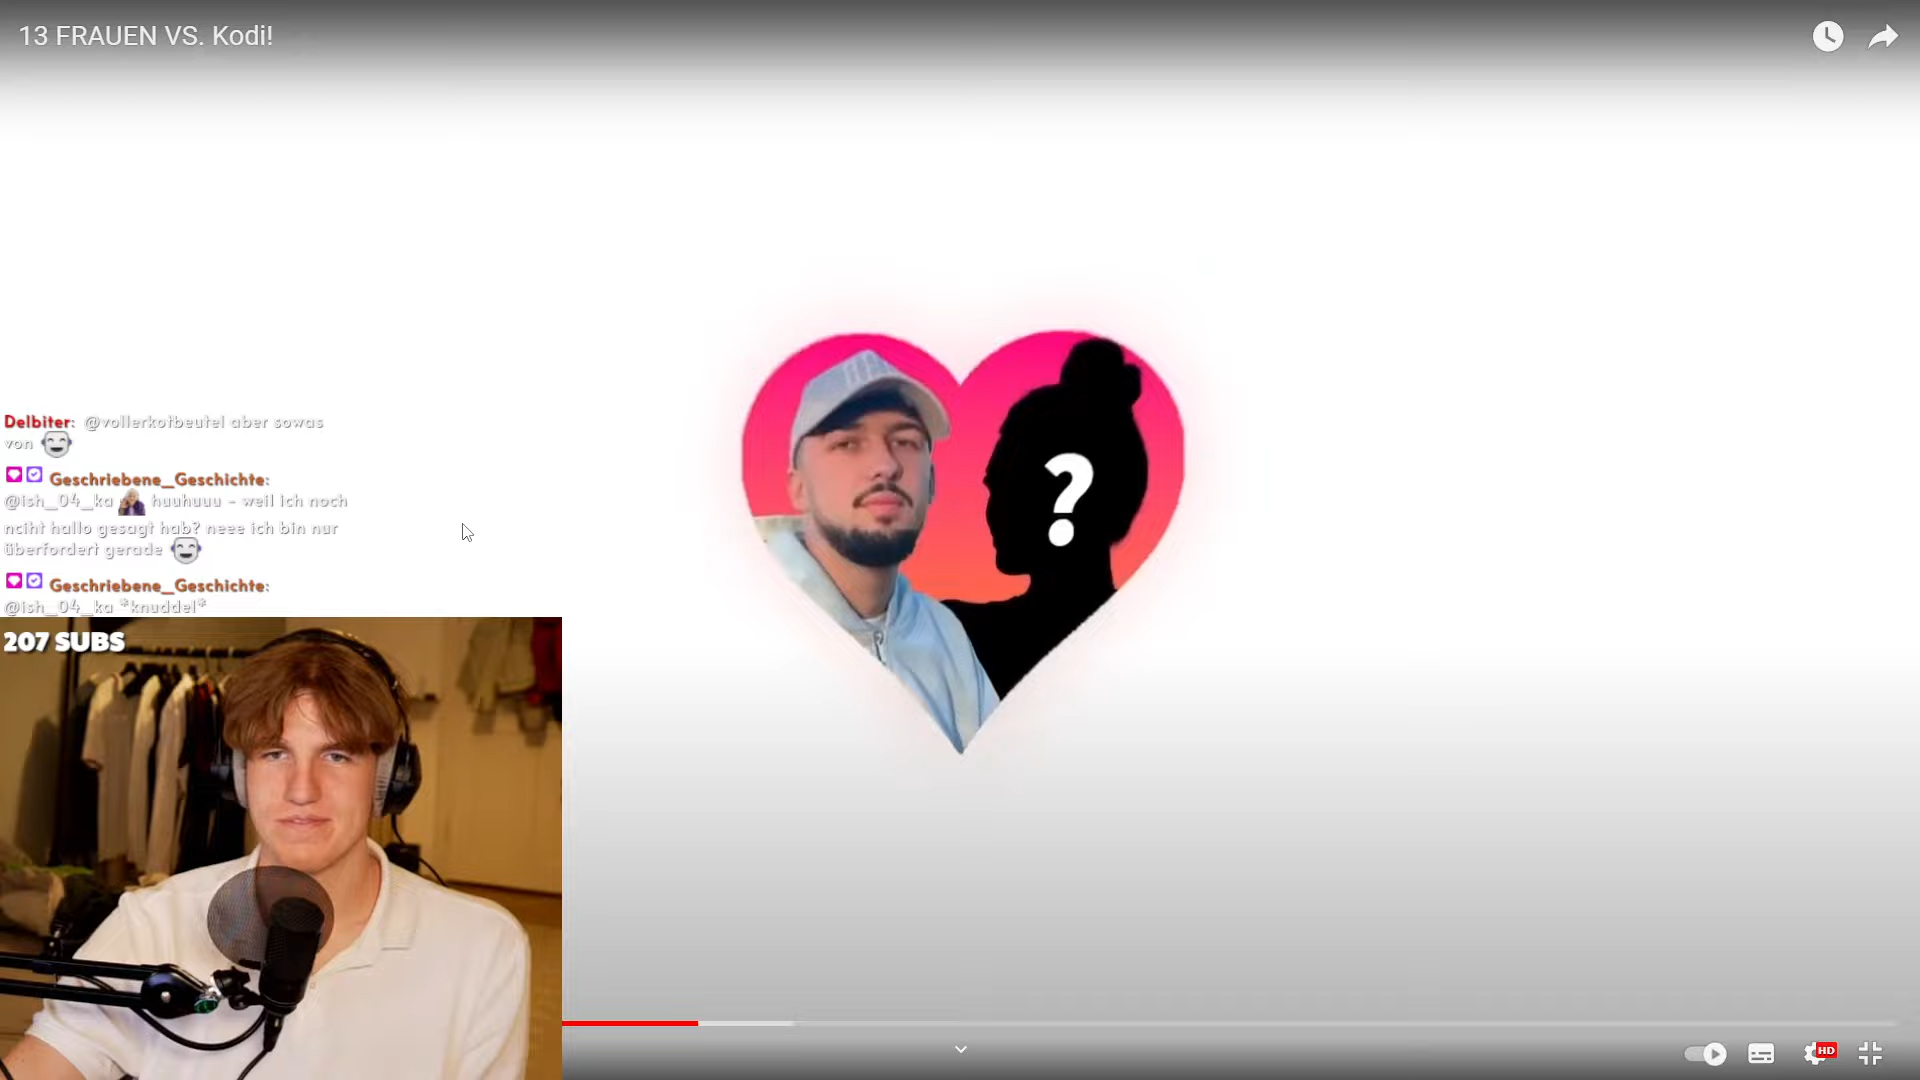 13 FRAUEN VS. Kodi!
Delbiter: @vollerkotbeutel aber sowas
von
Geschriebene_Geschichte:
@ish_04_ka huuhuuu - weil ich noch
nciht hallo gesagt hab? neee ich bin nur
überfordert gerade
Geschriebene_Geschichte:
@ish_04_ka *knuddel*
?
207 SUBS
HD